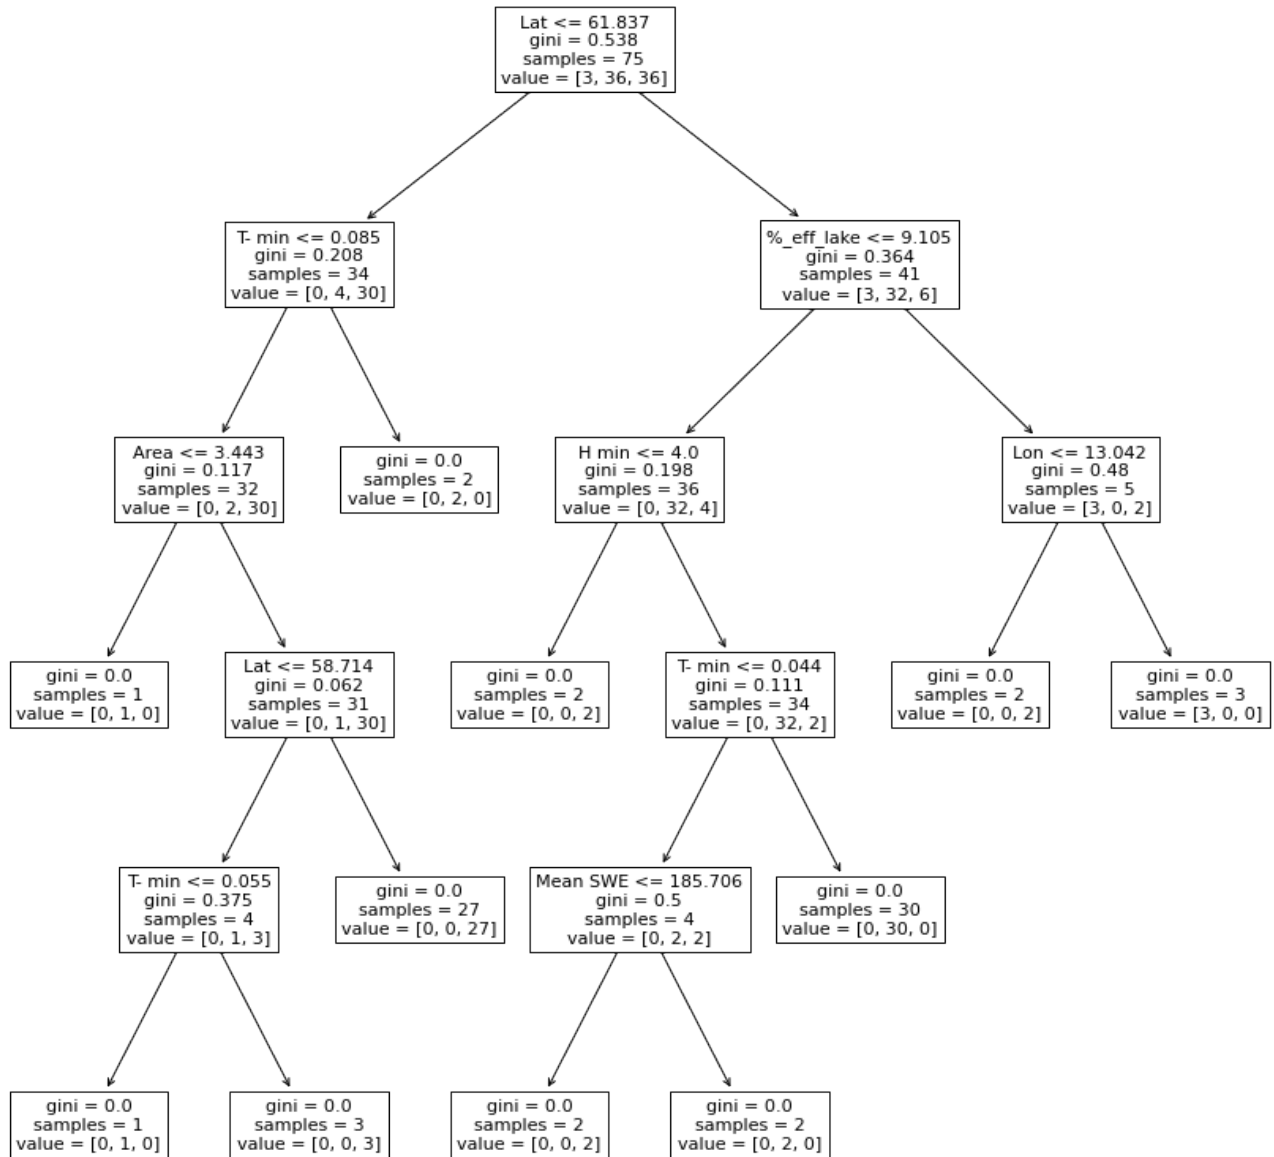 Lat <= 61.837
gini = 0.538
samples = 75
value = [3, 36, 36]
T- min <= 0.085
gini = 0.208
samples = 34
value = [0, 4, 30]
%_eff_lake <= 9.105
gini = 0.364
samples = 41
value = [3, 32, 6]
Area <= 3.443
gini = 0.117
samples = 32
value = [0, 2, 30]
gini = 0.0
samples = 2
value = [0, 2, 0]
H min <= 4.0
gini = 0.198
samples = 36
value = [0, 32, 4]
Lon <= 13.042
gini = 0.48
samples = 5
value = [3, 0, 2]
gini = 0.0
samples = 1
value = [0, 1, 0]
Lat <= 58.714
gini = 0.062
samples = 31
value = [0, 1, 30]
gini = 0.0
samples = 2
value = [0, 0, 2]
T- min <= 0.044
gini = 0.111
samples = 34
value = [0, 32, 2]
gini = 0.0
samples = 2
value = [0, 0, 2]
gini = 0.0
samples = 3
value = [3, 0, 0]
T- min <= 0.055
gini = 0.375
samples = 4
value = [0, 1, 3]
gini = 0.0
samples = 27
value = [0, 0, 27]
Mean SWE <= 185.706
gini = 0.5
samples = 4
value = [0, 2, 2]
gini = 0.0
samples = 30
value = [0, 30, 0]
gini = 0.0
samples = 1
value = [0, 1, 0]
gini = 0.0
samples = 3
value = [0, 0, 3]
gini = 0.0
samples = 2
value = [0, 0, 2]
gini = 0.0
samples = 2
value = [0, 2, 0]